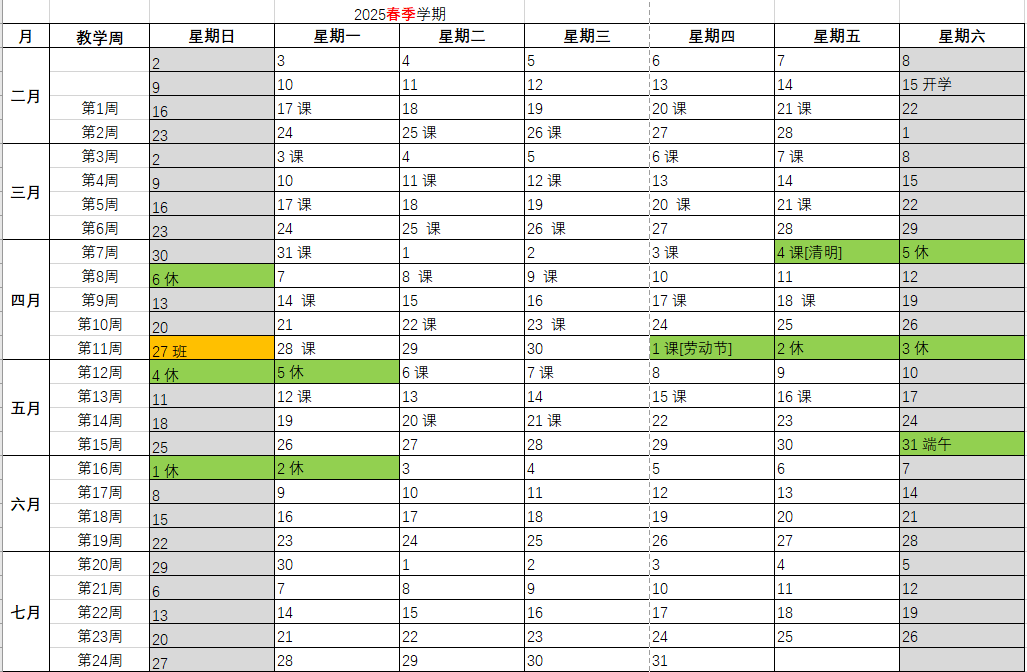 2025春季学期
月 教学周 星期日 星期一 星期二 星期三 星期四 星期五 星期六
二月
2 3 4 5 6 7 8
9 10 11 12 13 14 15 开学
第1周 16 17 课 18 19 20 课 21 课 22
第2周 23 24 25 课 26 课 27 28 1
三月
第3周 2 3 课 4 5 6 课 7 课 8
第4周 9 10 11 课 12 课 13 14 15
第5周 16 17 课 18 19 20 课 21 课 22
第6周 23 24 25 课 26 课 27 28 29
四月
第7周 30 31 课 1 2 3 课 4 课[清明] 5 休
第8周 6 休 7 8 课 9 课 10 11 12
第9周 13 14 课 15 16 17 课 18 课 19
第10周 20 21 22 课 23 课 24 25 26
第11周 27 班 28 课 29 30 1 课[劳动节] 2 休 3 休
五月
第12周 4 休 5 休 6 课 7 课 8 9 10
第13周 11 12 课 13 14 15 课 16 课 17
第14周 18 19 20 课 21 课 22 23 24
第15周 25 26 27 28 29 30 31 端午
六月
第16周 1 休 2 休 3 4 5 6 7
第17周 8 9 10 11 12 13 14
第18周 15 16 17 18 19 20 21
第19周 22 23 24 25 26 27 28
七月
第20周 29 30 1 2 3 4 5
第21周 6 7 8 9 10 11 12
第22周 13 14 15 16 17 18 19
第23周 20 21 22 23 24 25 26
第24周 27 28 29 30 31